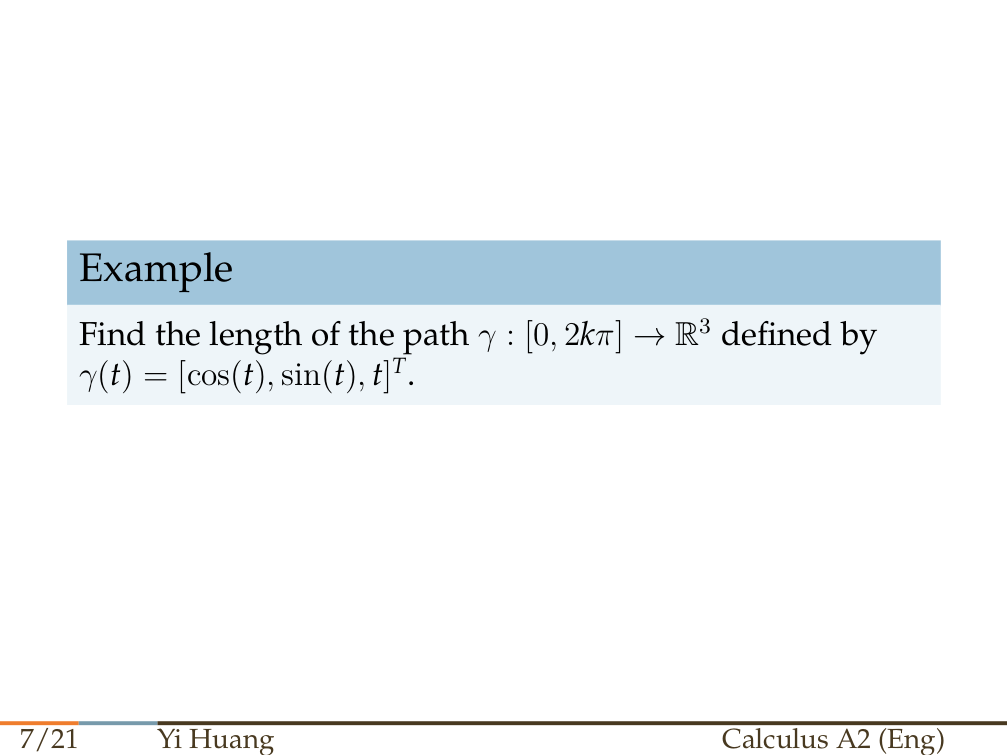 Example
Find the length of the path γ : [0, 2kπ] → ℝ³ defined by
γ(t) = [cos(t), sin(t), t]ᵀ.
7/21 Yi Huang Calculus A2 (Eng)